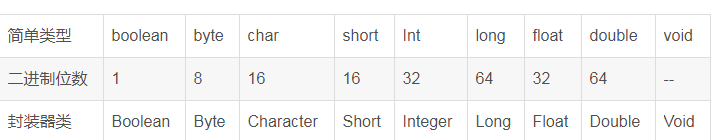 简单类型 boolean byte char short Int long float double void
二进制位数 1 8 16 16 32 64 32 64 --
封装器类 Boolean Byte Character Short Integer Long Float Double Void